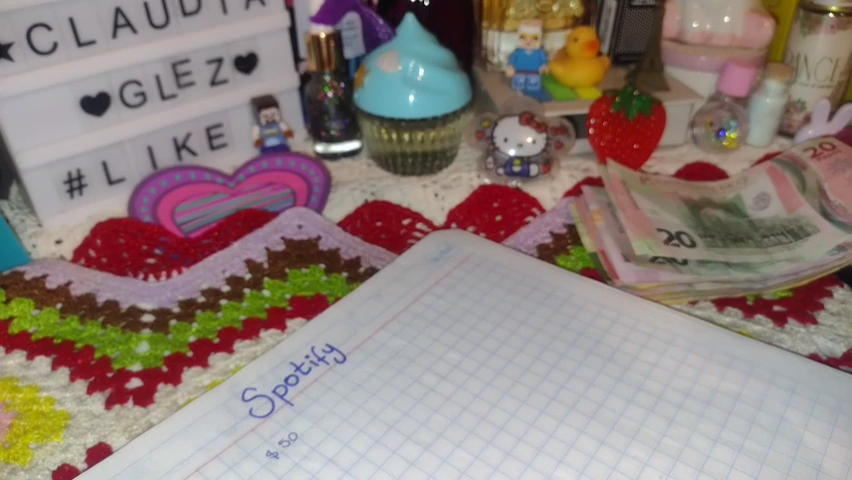 ★CLAUDIA
♥GLEZ♥
#LIKE
20
20
Spotify
$50